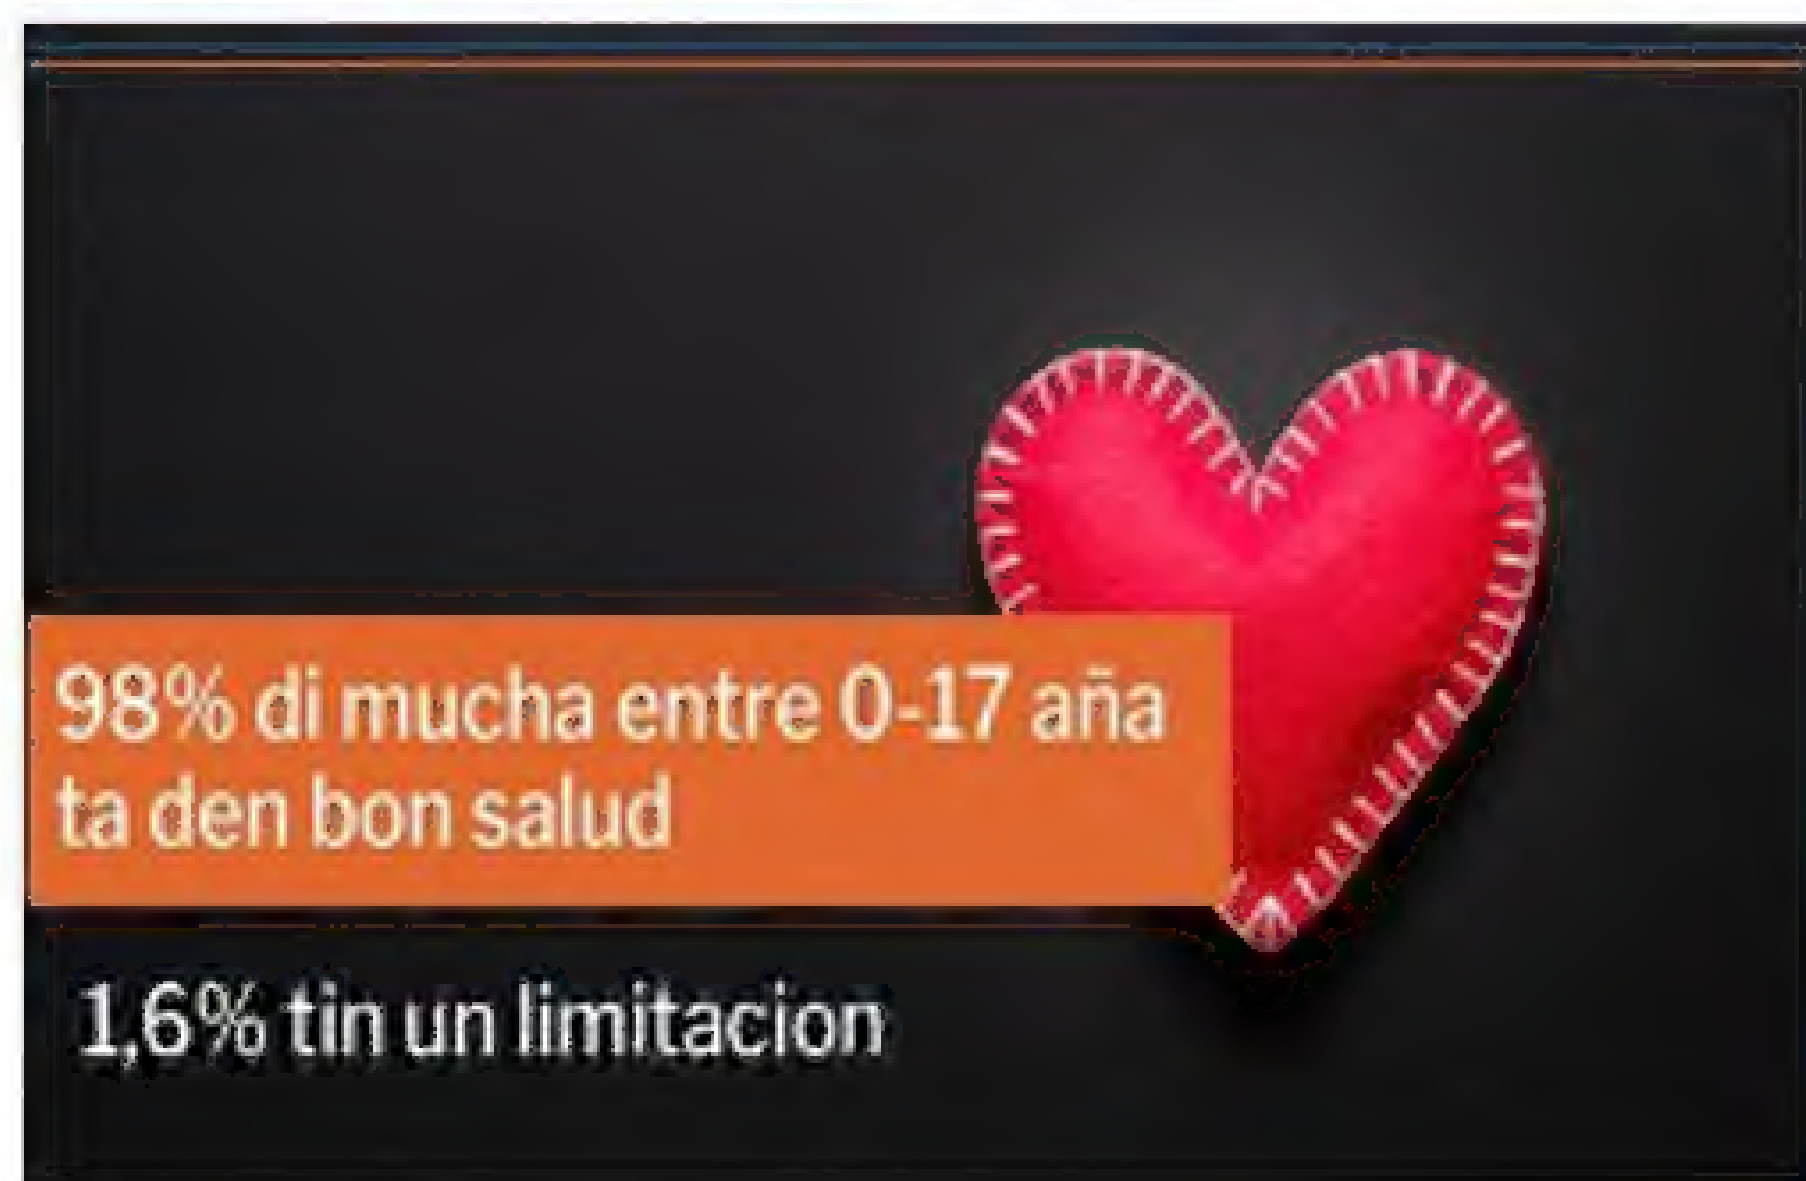 98% di mucha entre 0-17 aña
ta den bon salud
1,6% tin un limitacion